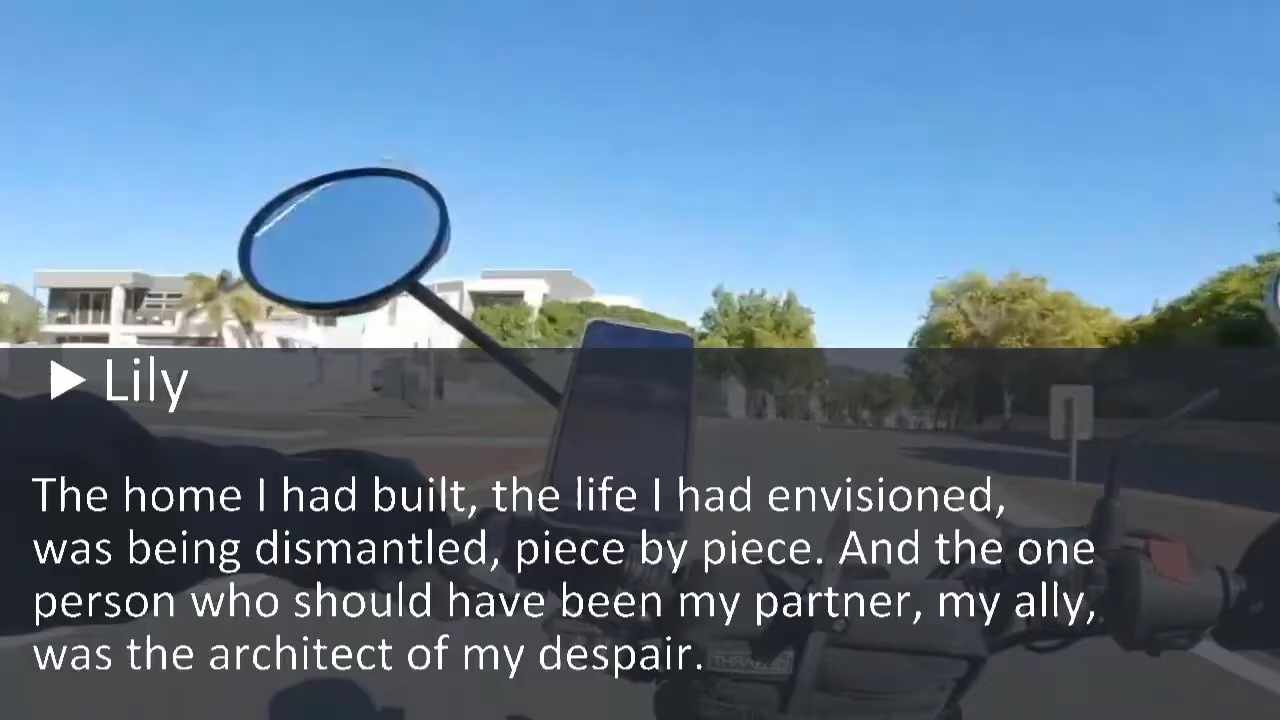 Lily
The home I had built, the life I had envisioned,
was being dismantled, piece by piece. And the one
person who should have been my partner, my ally,
was the architect of my despair.